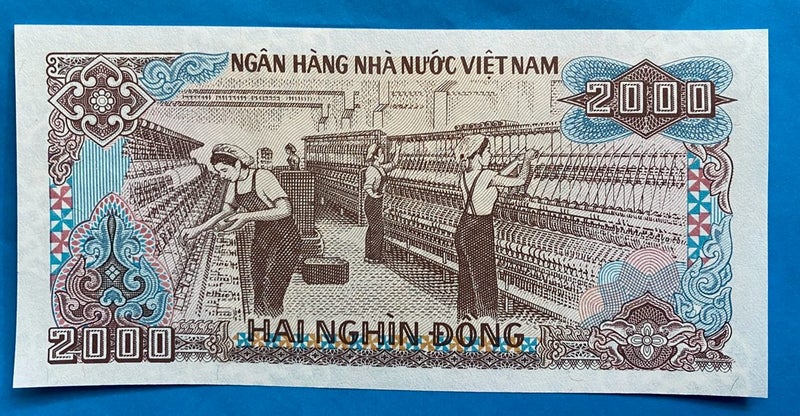 NGÂN HÀNG NHÀ NƯỚC VIỆT NAM
2000
HAI NGHÌN ĐỒNG
2000